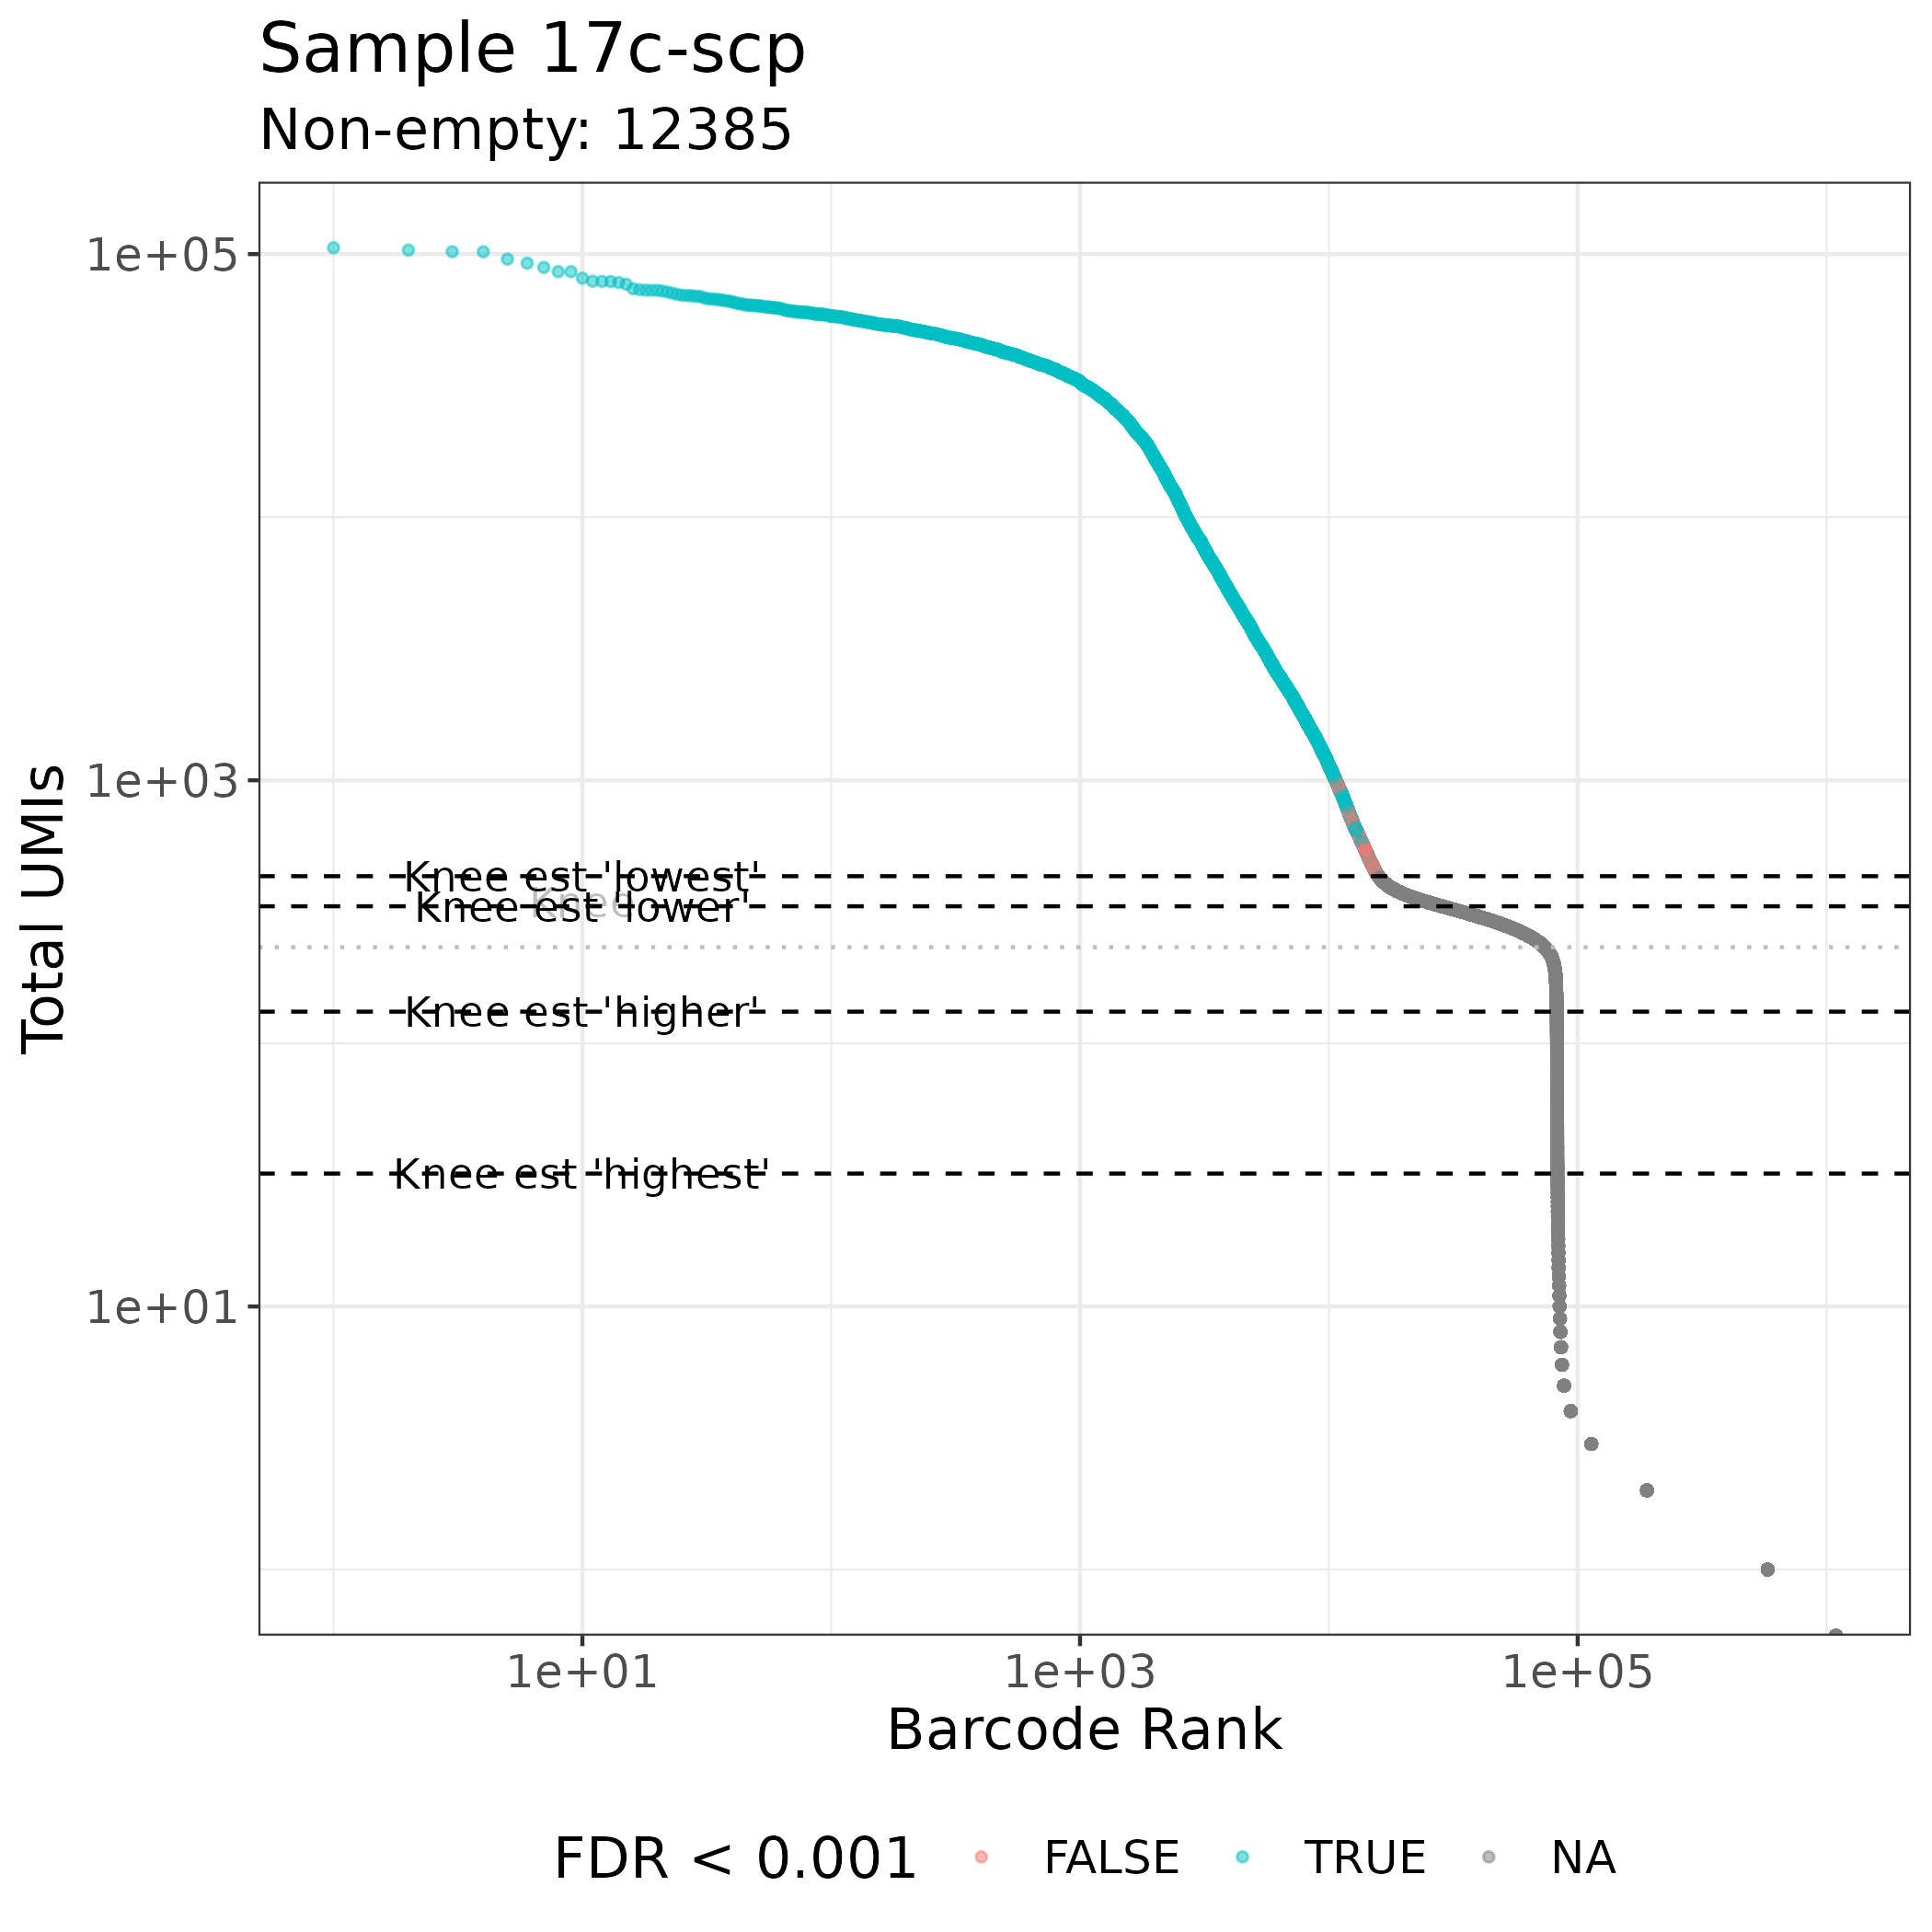 Sample 17c-scp
Non-empty: 12385
Total UMIs
1e+05
1e+03
Knee est 'lowest'
Knee
Knee est 'lower'
Knee est 'higher'
Knee est 'highest'
1e+01
1e+01 1e+03 1e+05
Barcode Rank
FDR < 0.001 FALSE TRUE NA